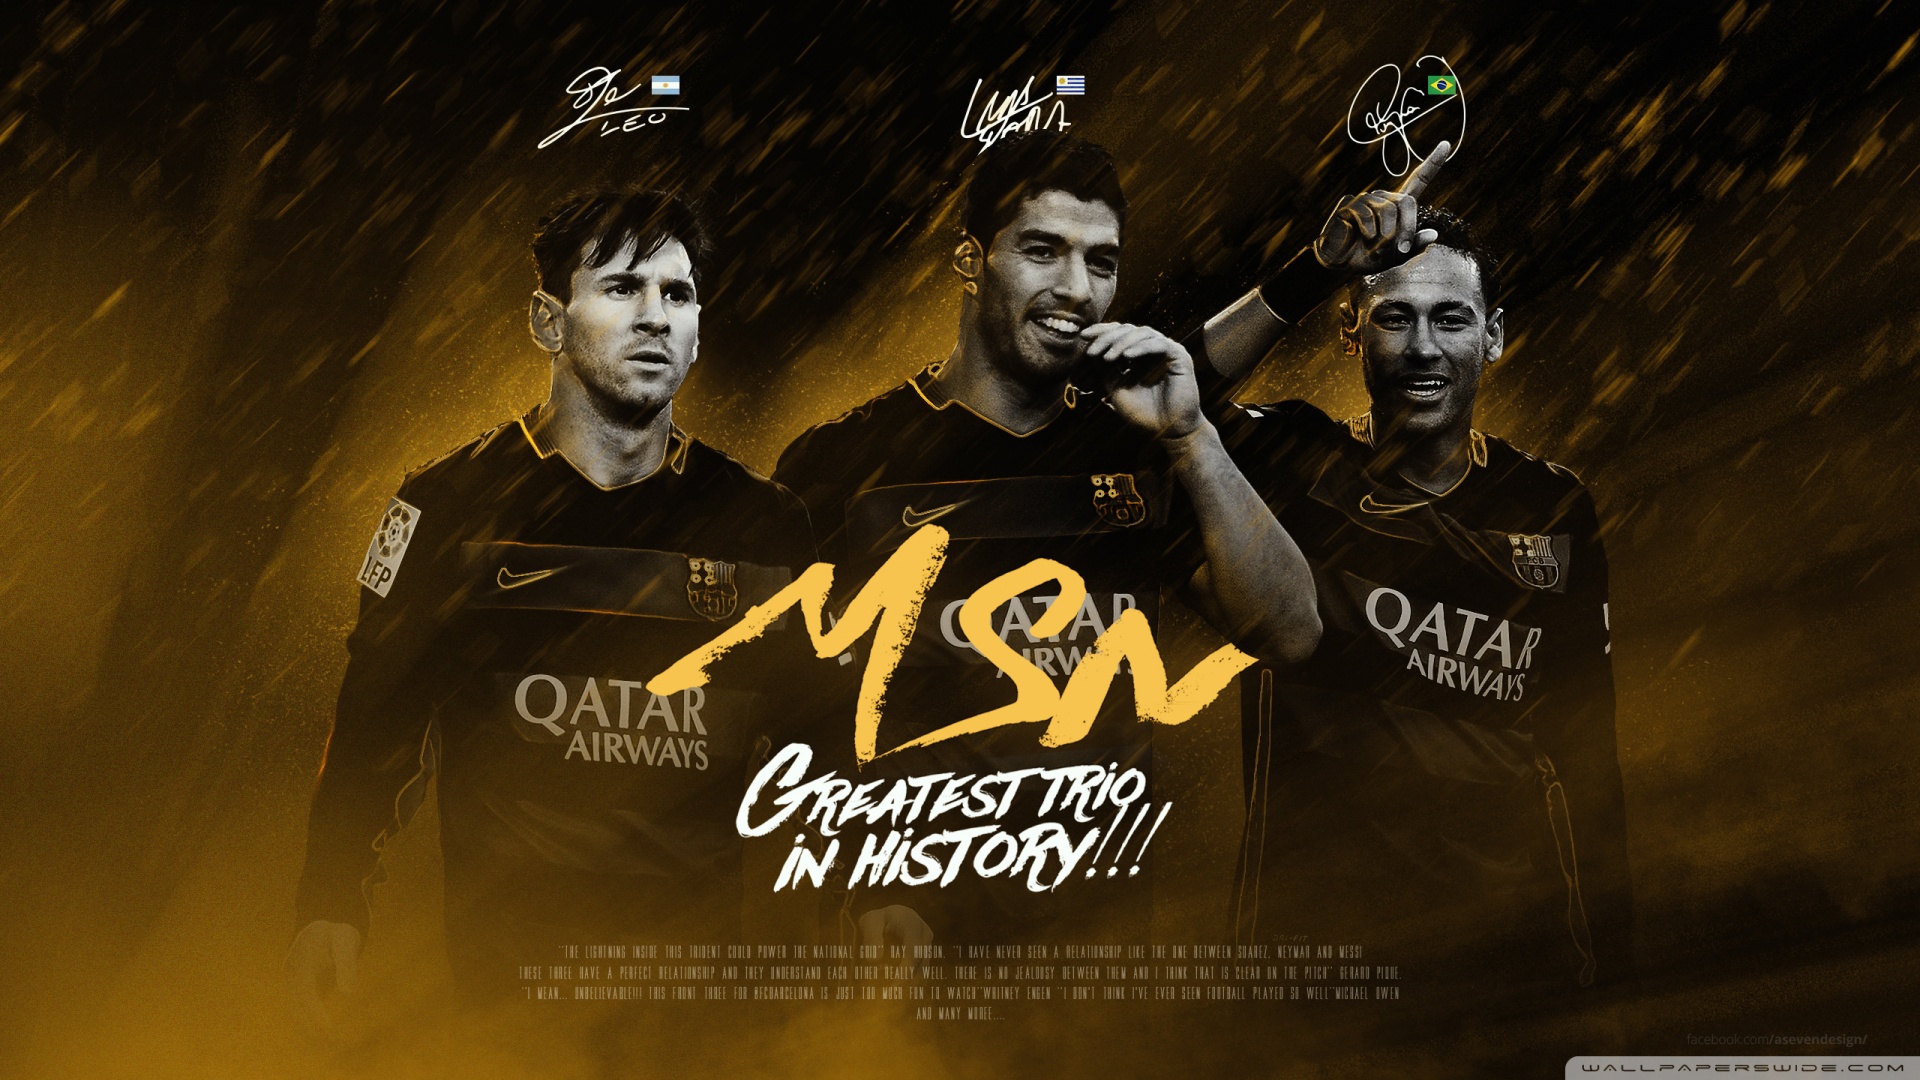 LEO
Luis
LFP
QATAR
AIRWAYS
QATAR
AIRWAYS
QATAR
AIRWAYS
MSN
GREATEST TRIO
IN HISTORY!!!
"THE LIGHTNING INSIDE THIS TRIDENT COULD POWER THE NATIONAL GRID" RAY HUDSON. "I HAVE NEVER SEEN A RELATIONSHIP LIKE THE ONE BETWEEN SUAREZ, NEYMAR AND MESSI
THESE THREE HAVE A PERFECT RELATIONSHIP AND THEY UNDERSTAND EACH OTHER REALLY WELL. THERE IS NO JEALOUSY BETWEEN THEM AND I THINK THAT IS CLEAR ON THE PITCH" GERARD PIQUE.
"I MEAN... UNBELIEVABLE!!! THIS FRONT THREE FOR #FCBARCELONA IS JUST TOO MUCH FUN TO WATCH"WHITNEY ENGEN "I DON'T THINK I'VE EVER SEEN FOOTBALL PLAYED SO WELL"MICHAEL OWEN
AND MANY MOREE....
facebook.com/asevendesign/
WALLPAPERSWIDE.COM